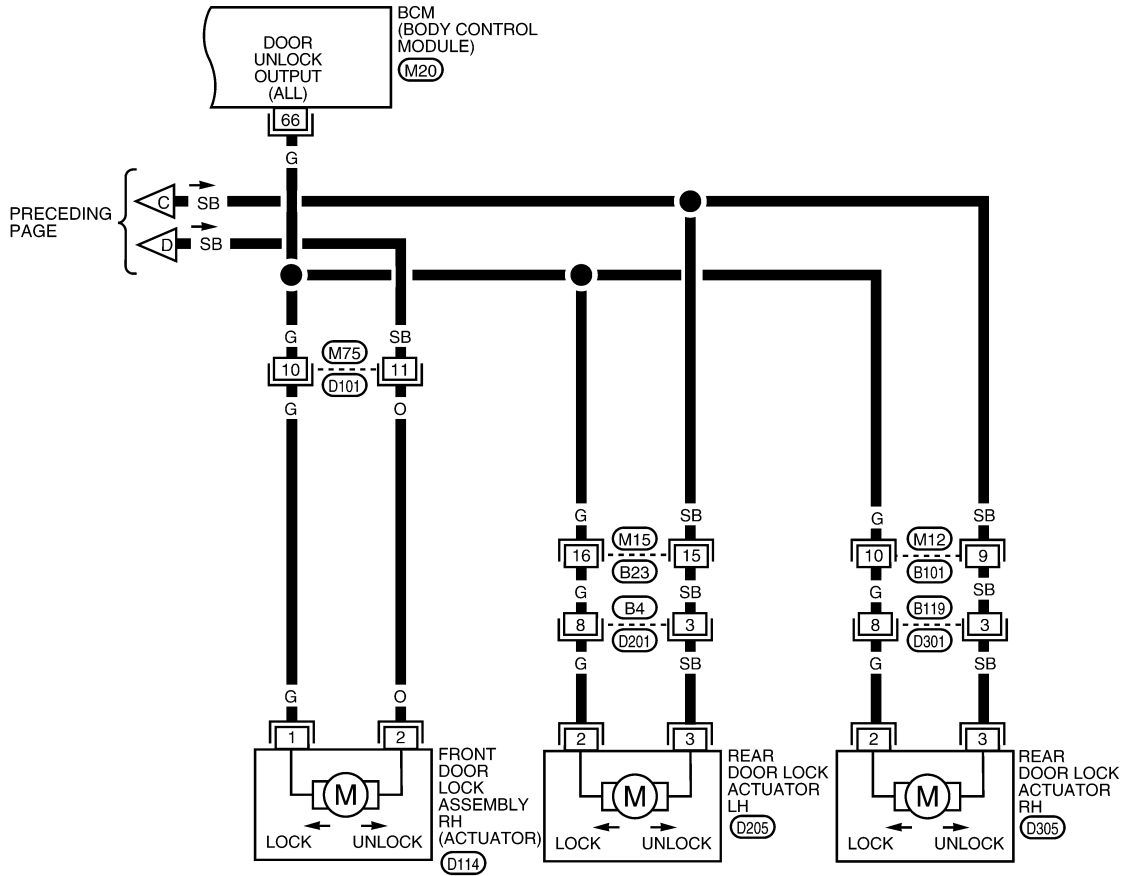 BCM
(BODY CONTROL
MODULE)
M20
DOOR
UNLOCK
OUTPUT
(ALL)
66
G
PRECEDING
PAGE
C
SB
D
SB
G
SB
10
M75
11
D101
G
O
G
SB
G
SB
16
M15
15
B23
10
M12
9
B101
G
SB
G
SB
8
B4
3
D201
8
B119
3
D301
G
SB
G
SB
G
O
1
2
2
3
2
3
M
LOCK
UNLOCK
FRONT
DOOR
LOCK
ASSEMBLY
RH
(ACTUATOR)
D114
M
LOCK
UNLOCK
REAR
DOOR LOCK
ACTUATOR
LH
D205
M
LOCK
UNLOCK
REAR
DOOR LOCK
ACTUATOR
RH
D305